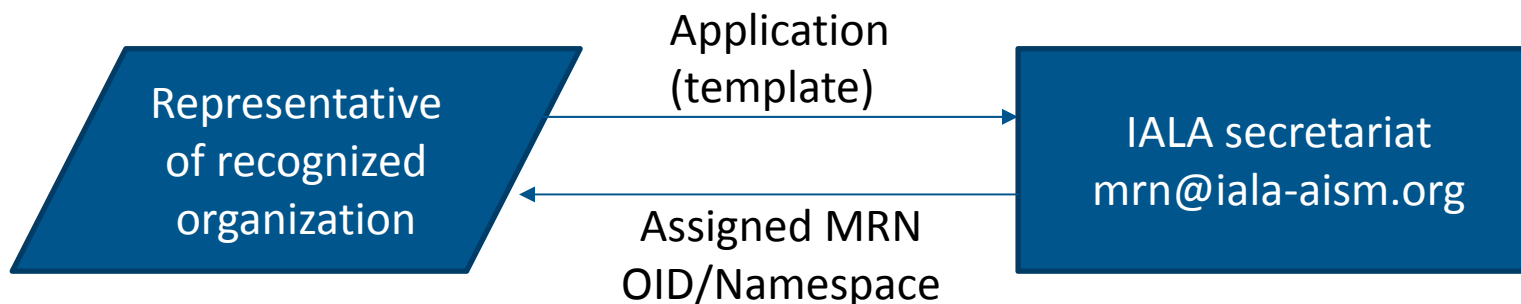 Representative
of recognized
organization
Application
(template)
Assigned MRN
OID/Namespace
IALA secretariat
mrn@iala-aism.org